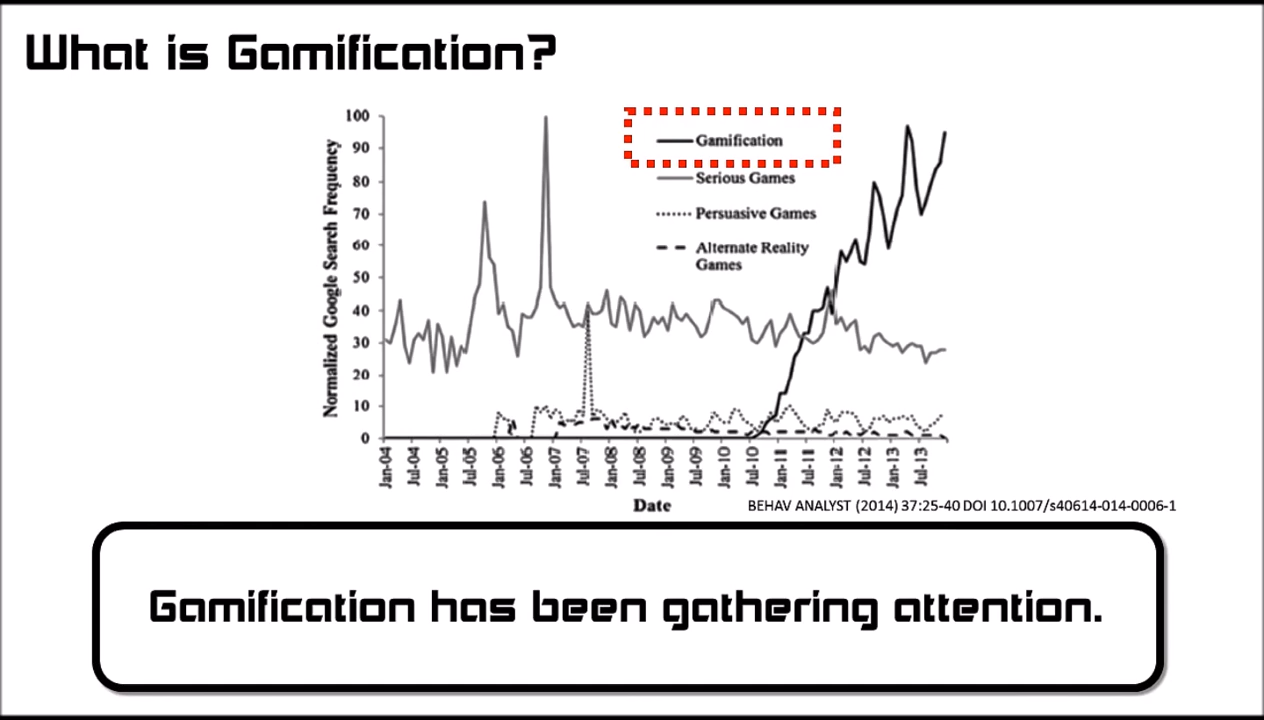 What is Gamification?
100
90
80
70
60
50
40
30
20
10
0
Normalized Google Search Frequency
Gamification
Serious Games
Persuasive Games
Alternate Reality
Games
Jan-04
Jul-04
Jan-05
Jul-05
Jan-06
Jul-06
Jan-07
Jul-07
Jan-08
Jul-08
Jan-09
Jul-09
Jan-10
Jul-10
Jan-11
Jul-11
Jan-12
Jul-12
Jan-13
Jul-13
Date
BEHAV ANALYST (2014) 37:25-40 DOI 10.1007/s40614-014-0006-1
Gamification has been gathering attention.